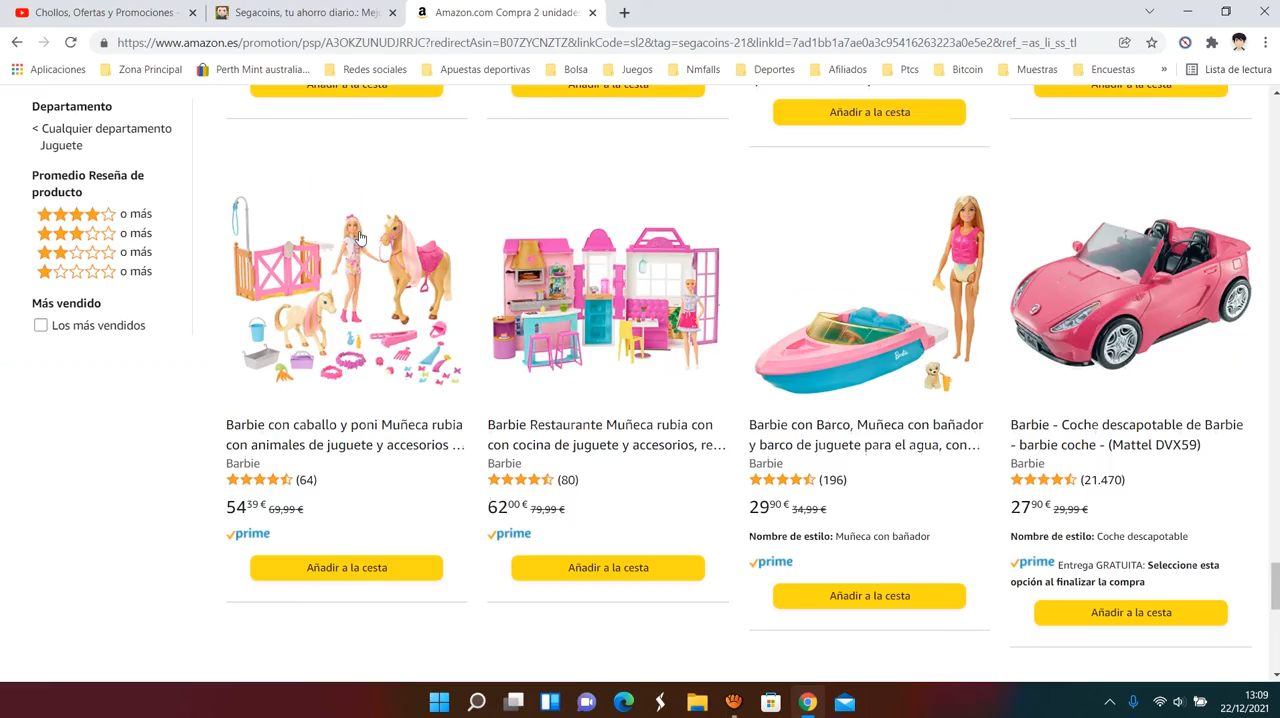 Chollos, Ofertas y Promociones -
Segacoins, tu ahorro diario.: Mejo
Amazon.com Compra 2 unidades
https://www.amazon.es/promotion/psp/A3OKZUNUDJRRJC?redirectAsin=B07ZYCNZTZ&linkCode=sl2&tag=segacoins-21&linkId=7ad1bb1a7ae0a3c95416263223a0e5e2&ref_=as_li_ss_tl
Aplicaciones Zona Principal Perth Mint australia... Redes sociales Apuestas deportivas Bolsa Juegos Nmfalls Deportes Afiliados Ptcs Bitcoin Muestras Encuestas » Lista de lectura
Departamento
< Cualquier departamento
Juguete
Promedio Reseña de
producto
o más
o más
o más
o más
Más vendido
Los más vendidos
Añadir a la cesta
Añadir a la cesta
Añadir a la cesta
Añadir a la cesta
Barbie con caballo y poni Muñeca rubia
con animales de juguete y accesorios ...
Barbie
(64)
54 39 € 69,99 €
prime
Añadir a la cesta
Barbie Restaurante Muñeca rubia con
con cocina de juguete y accesorios, re...
Barbie
(80)
62 00 € 79,99 €
prime
Añadir a la cesta
Barbie
Barbie con Barco, Muñeca con bañador
y barco de juguete para el agua, con...
Barbie
(196)
29 90 € 34,99 €
Nombre de estilo: Muñeca con bañador
prime
Añadir a la cesta
Barbie - Coche descapotable de Barbie
- barbie coche - (Mattel DVX59)
Barbie
(21.470)
27 90 € 29,99 €
Nombre de estilo: Coche descapotable
prime Entrega GRATUITA: Seleccione esta
opción al finalizar la compra
Añadir a la cesta
13:09
22/12/2021